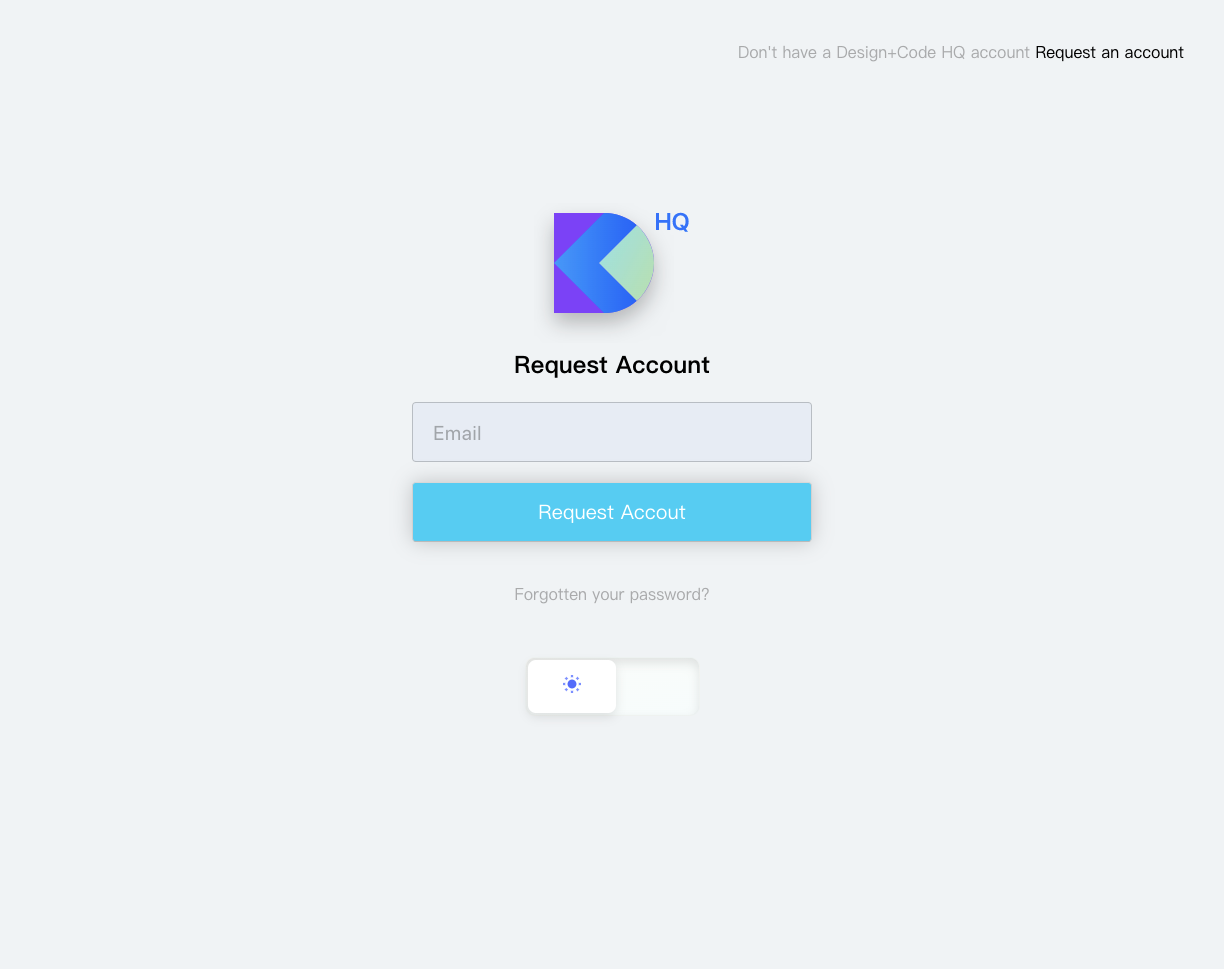 Don't have a Design+Code HQ account Request an account
HQ
Request Account
Email
Request Accout
Forgotten your password?